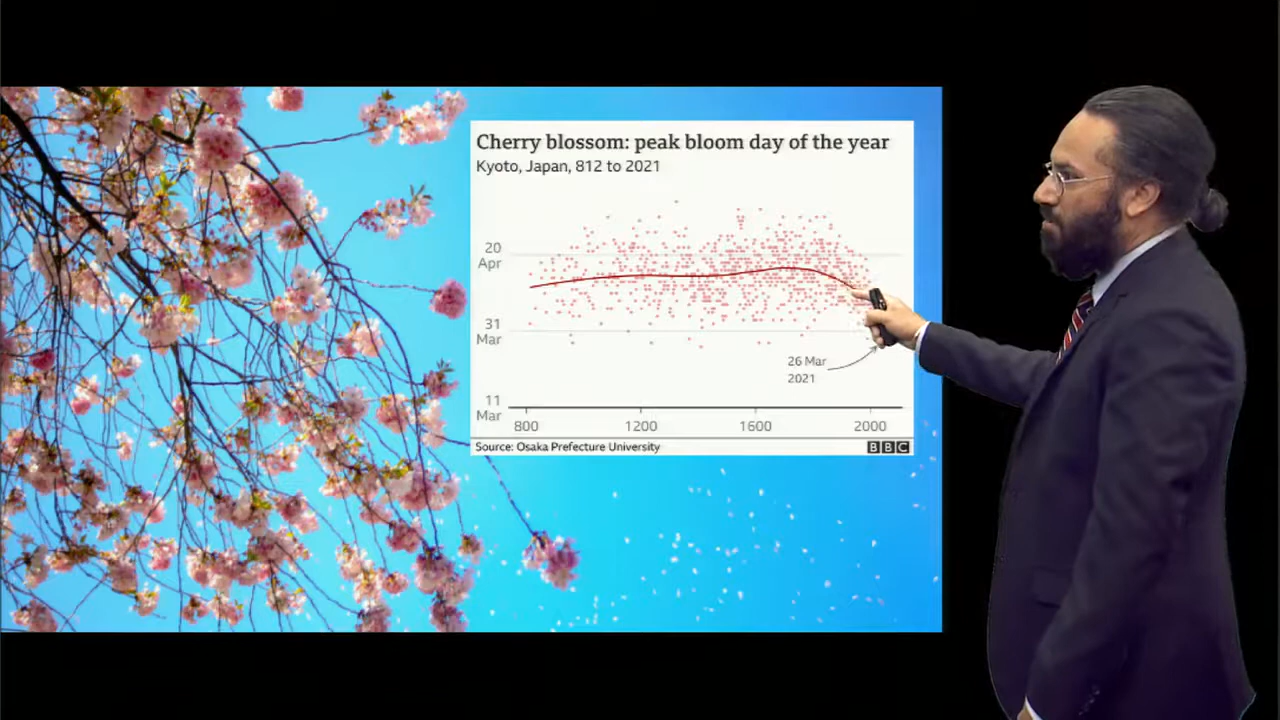 Cherry blossom: peak bloom day of the year
Kyoto, Japan, 812 to 2021
20
Apr
31
Mar
26 Mar
2021
11
Mar
800 1200 1600 2000
Source: Osaka Prefecture University
BBC